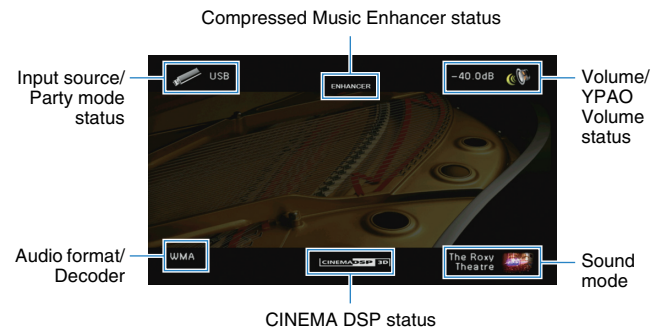 Compressed Music Enhancer status
Input source/
Party mode
status
USB
ENHANCER
-40.0dB
Volume/
YPAO
Volume
status
Audio format/
Decoder
WMA
CINEMA DSP 3D
The Roxy
Theatre
Sound
mode
CINEMA DSP status